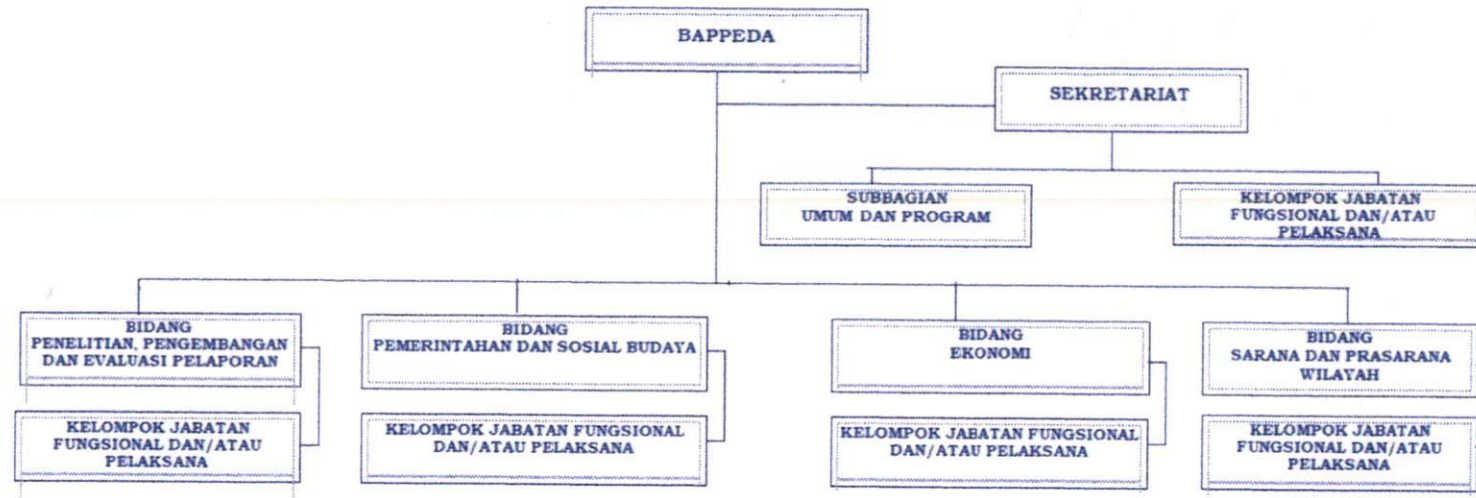 BAPPEDA
SEKRETARIAT
SUBBAGIAN
UMUM DAN PROGRAM
KELOMPOK JABATAN
FUNGSIONAL DAN/ATAU
PELAKSANA
BIDANG
PENELITIAN, PENGEMBANGAN
DAN EVALUASI PELAPORAN
BIDANG
PEMERINTAHAN DAN SOSIAL BUDAYA
BIDANG
EKONOMI
BIDANG
SARANA DAN PRASARANA
WILAYAH
KELOMPOK JABATAN
FUNGSIONAL DAN/ATAU
PELAKSANA
KELOMPOK JABATAN FUNGSIONAL
DAN/ATAU PELAKSANA
KELOMPOK JABATAN FUNGSIONAL
DAN/ATAU PELAKSANA
KELOMPOK JABATAN
FUNGSIONAL DAN/ATAU
PELAKSANA